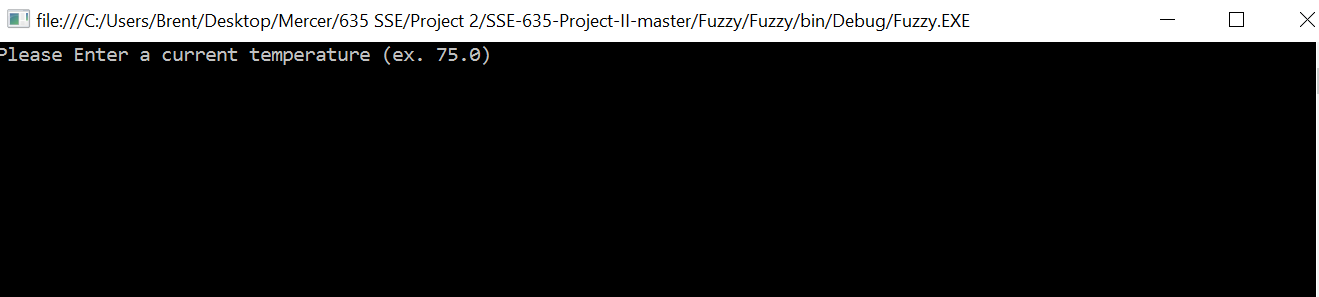 file:///C:/Users/Brent/Desktop/Mercer/635 SSE/Project 2/SSE-635-Project-II-master/Fuzzy/Fuzzy/bin/Debug/Fuzzy.EXE
Please Enter a current temperature (ex. 75.0)